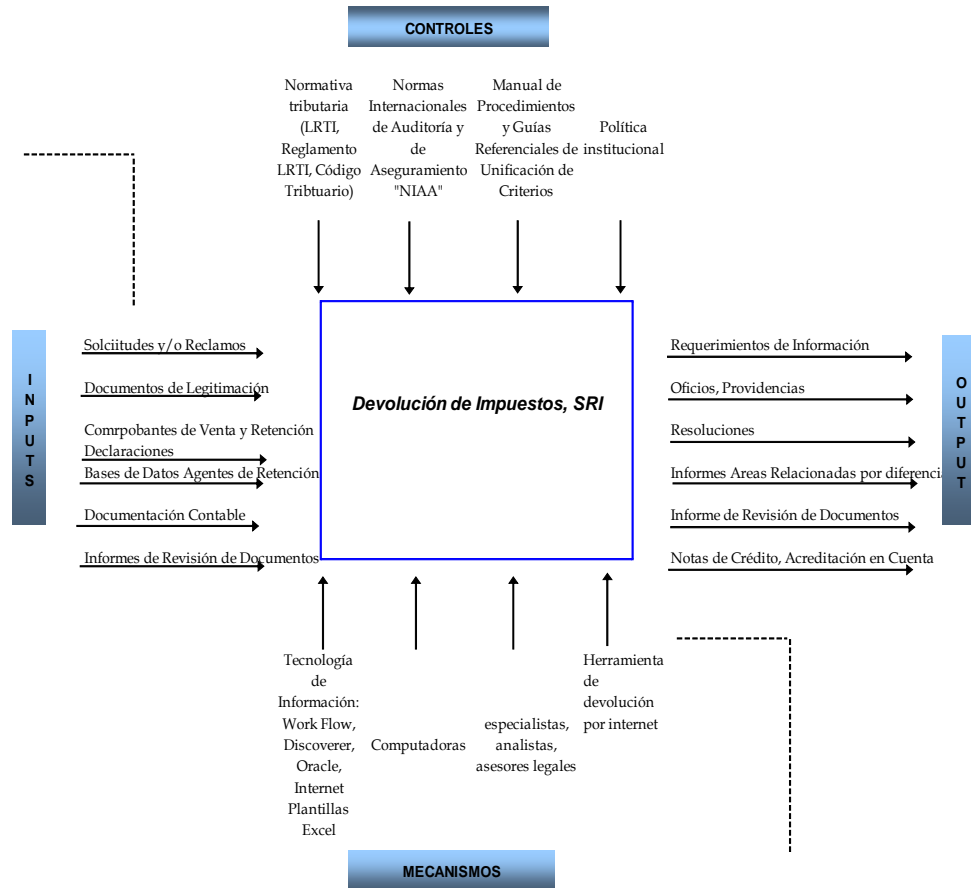 CONTROLES
Normativa
tributaria
(LRTI,
Reglamento
LRTI, Código
Tribtuario)
Normas
Internacionales
de Auditoría y
de
Aseguramiento
"NIAA"
Manual de
Procedimientos
y Guías
Referenciales de
Unificación de
Criterios
Política
institucional
INPUTS
Solciitudes y/o Reclamos
Documentos de Legitimación
Comrpobantes de Venta y Retención
Declaraciones
Bases de Datos Agentes de Retención
Documentación Contable
Informes de Revisión de Documentos
Devolución de Impuestos, SRI
Requerimientos de Información
Oficios, Providencias
Resoluciones
Informes Areas Relacionadas por diferencia
Informe de Revisión de Documentos
Notas de Crédito, Acreditación en Cuenta
OUTPUT
Tecnología
de
Información:
Work Flow,
Discoverer,
Oracle,
Internet
Plantillas
Excel
Computadoras
especialistas,
analistas,
asesores legales
Herramienta
de
devolución
por internet
MECANISMOS